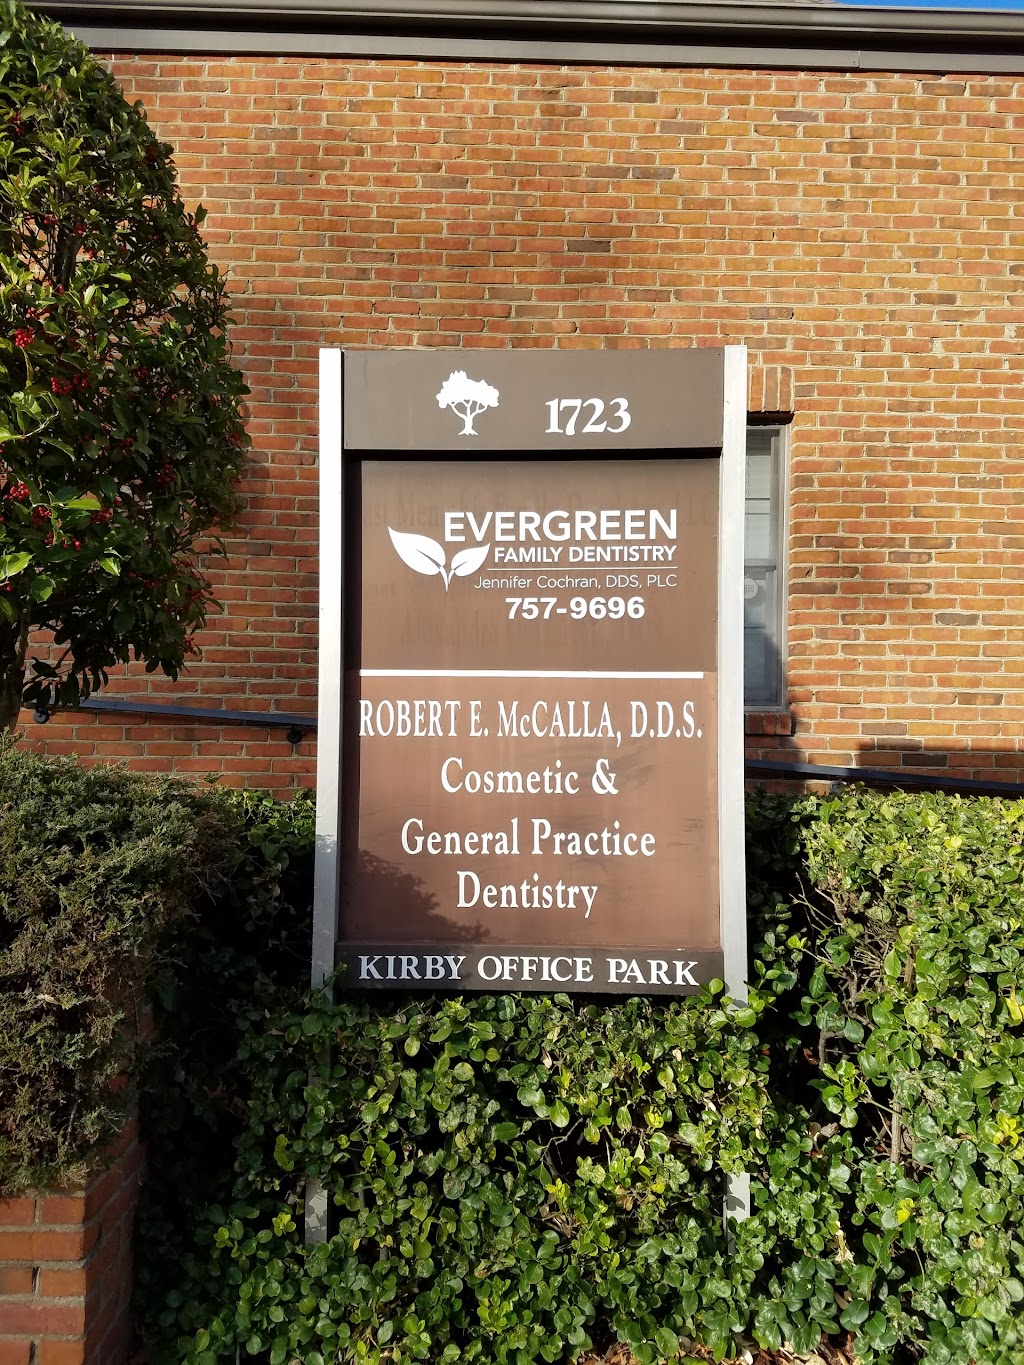 1723
EVERGREEN
FAMILY DENTISTRY
Jennifer Cochran, DDS, PLC
757-9696
ROBERT E. McCALLA, D.D.S.
Cosmetic &
General Practice
Dentistry
KIRBY OFFICE PARK